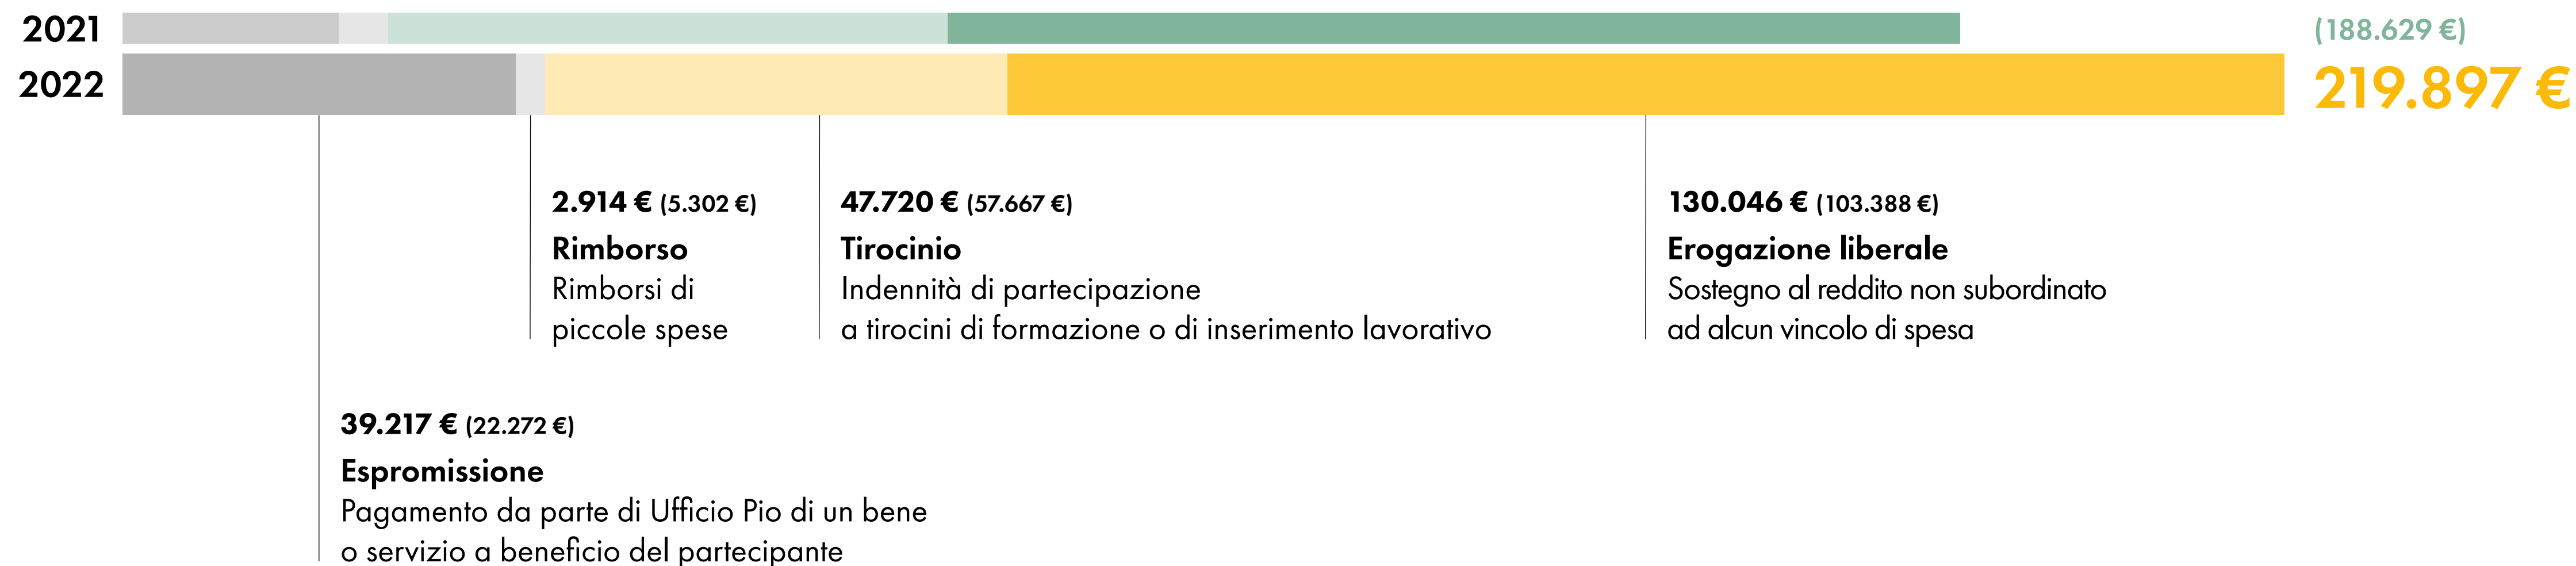 2021
(188.629 €)
2022
219.897 €
2.914 € (5.302 €)
Rimborso
Rimborsi di
piccole spese
47.720 € (57.667 €)
Tirocinio
Indennità di partecipazione
a tirocini di formazione o di inserimento lavorativo
130.046 € (103.388 €)
Erogazione liberale
Sostegno al reddito non subordinato
ad alcun vincolo di spesa
39.217 € (22.272 €)
Espromissione
Pagamento da parte di Ufficio Pio di un bene
o servizio a beneficio del partecipante